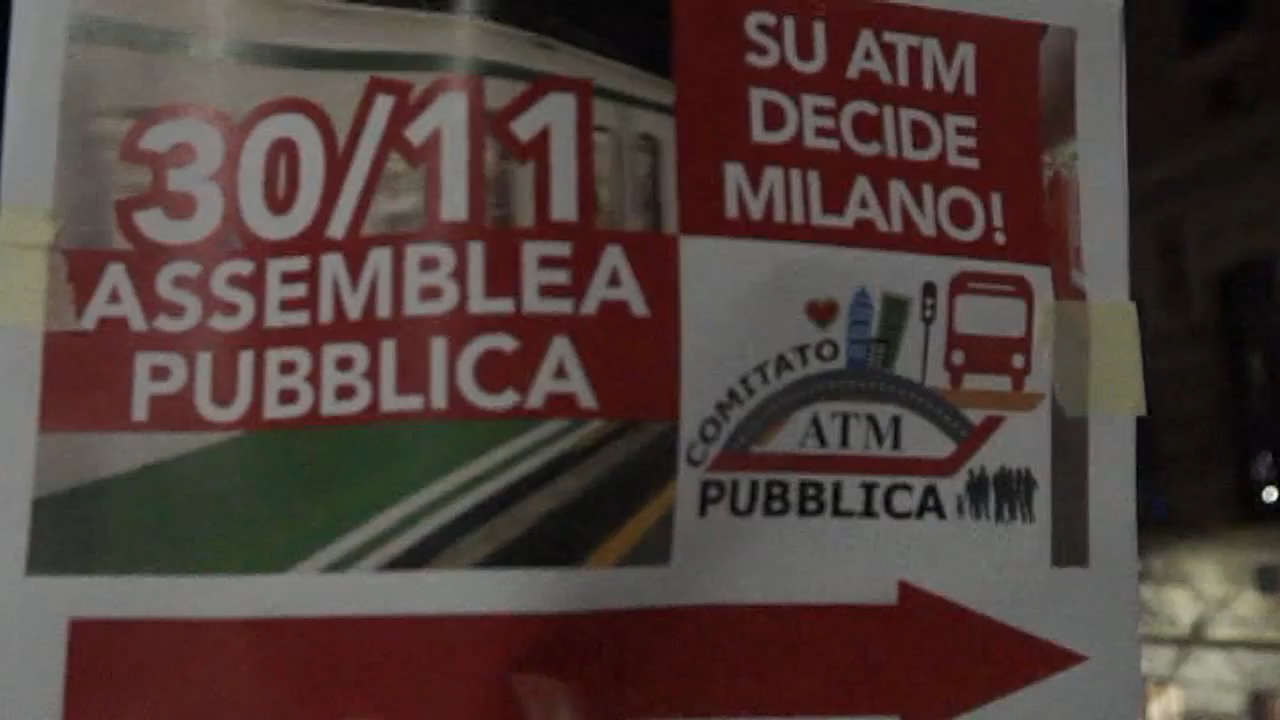 30/11
ASSEMBLEA
PUBBLICA
SU ATM
DECIDE
MILANO!
COMITATO
ATM
PUBBLICA